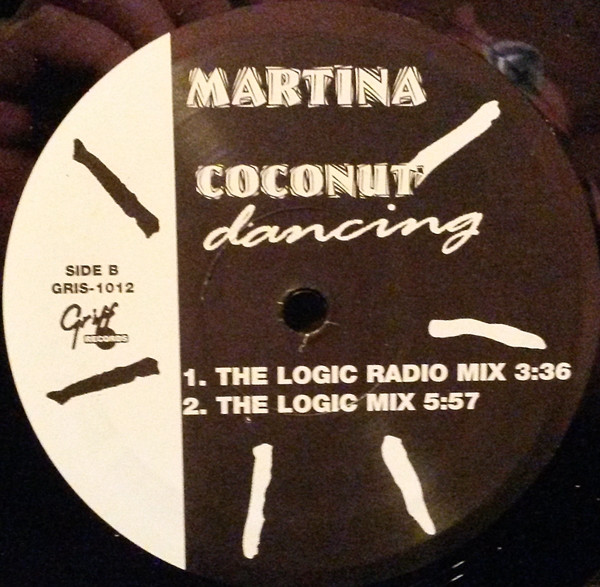 MARTINA
COCONUT
dancing
SIDE B
GRIS-1012
Griff
RECORDS
1. THE LOGIC RADIO MIX 3:36
2. THE LOGIC MIX 5:57